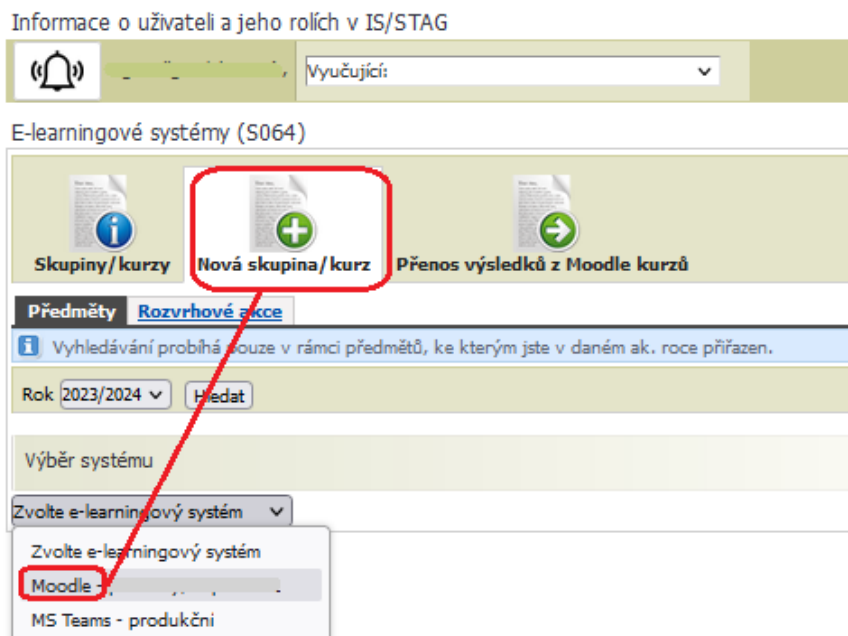 Informace o uživateli a jeho rolích v IS/STAG
Vyučující:
E-learningové systémy (S064)
Skupiny/kurzy Nová skupina/kurz Přenos výsledků z Moodle kurzů
Předměty Rozvrhové akce
Vyhledávání probíhá pouze v rámci předmětů, ke kterým jste v daném ak. roce přiřazen.
Rok 2023/2024 Hledat
Výběr systému
Zvolte e-learningový systém
Zvolte e-learningový systém
Moodle -
MS Teams - produkční